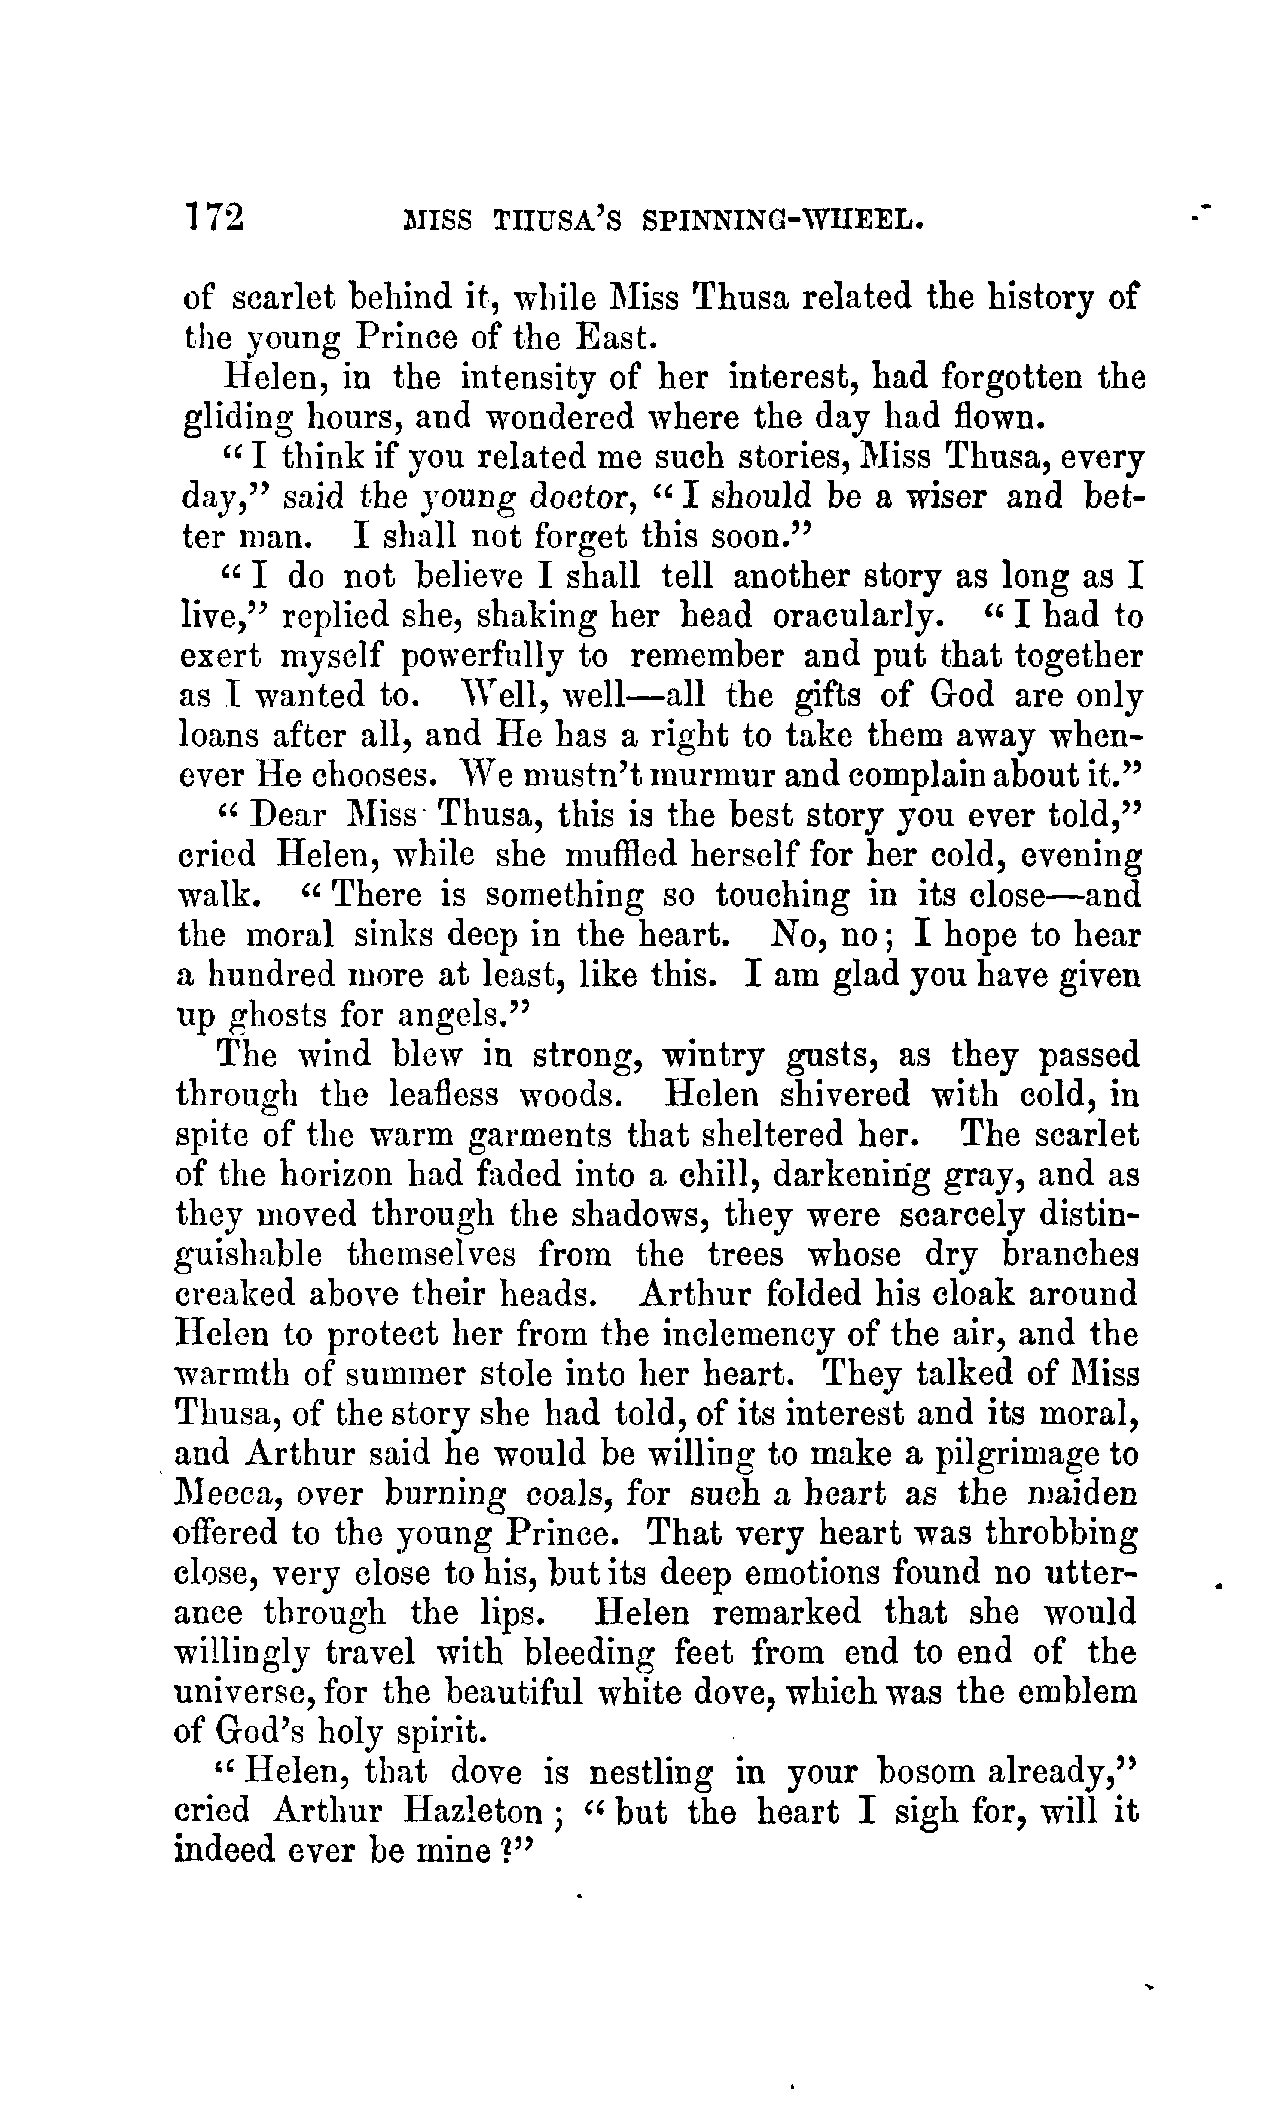 172 MISS THUSA'S SPINNING-WHEEL.
of scarlet behind it, while Miss Thusa related the history of
the young Prince of the East.
Helen, in the intensity of her interest, had forgotten the
gliding hours, and wondered where the day had flown.
"I think if you related me such stories, Miss Thusa, every
day," said the young doctor, "I should be a wiser and bet-
ter man. I shall not forget this soon."
"I do not believe I shall tell another story as long as I
live," replied she, shaking her head oracularly. "I had to
exert myself powerfully to remember and put that together
as I wanted to. Well, well—all the gifts of God are only
loans after all, and He has a right to take them away when-
ever He chooses. We mustn't murmur and complain about it."
"Dear Miss Thusa, this is the best story you ever told,"
cried Helen, while she muffled herself for her cold, evening
walk. "There is something so touching in its close—and
the moral sinks deep in the heart. No, no; I hope to hear
a hundred more at least, like this. I am glad you have given
up ghosts for angels."
The wind blew in strong, wintry gusts, as they passed
through the leafless woods. Helen shivered with cold, in
spite of the warm garments that sheltered her. The scarlet
of the horizon had faded into a chill, darkening gray, and as
they moved through the shadows, they were scarcely distin-
guishable themselves from the trees whose dry branches
creaked above their heads. Arthur folded his cloak around
Helen to protect her from the inclemency of the air, and the
warmth of summer stole into her heart. They talked of Miss
Thusa, of the story she had told, of its interest and its moral,
and Arthur said he would be willing to make a pilgrimage to
Mecca, over burning coals, for such a heart as the maiden
offered to the young Prince. That very heart was throbbing
close, very close to his, but its deep emotions found no utter-
ance through the lips. Helen remarked that she would
willingly travel with bleeding feet from end to end of the
universe, for the beautiful white dove, which was the emblem
of God's holy spirit.
"Helen, that dove is nestling in your bosom already,"
cried Arthur Hazleton; "but the heart I sigh for, will it
indeed ever be mine?"